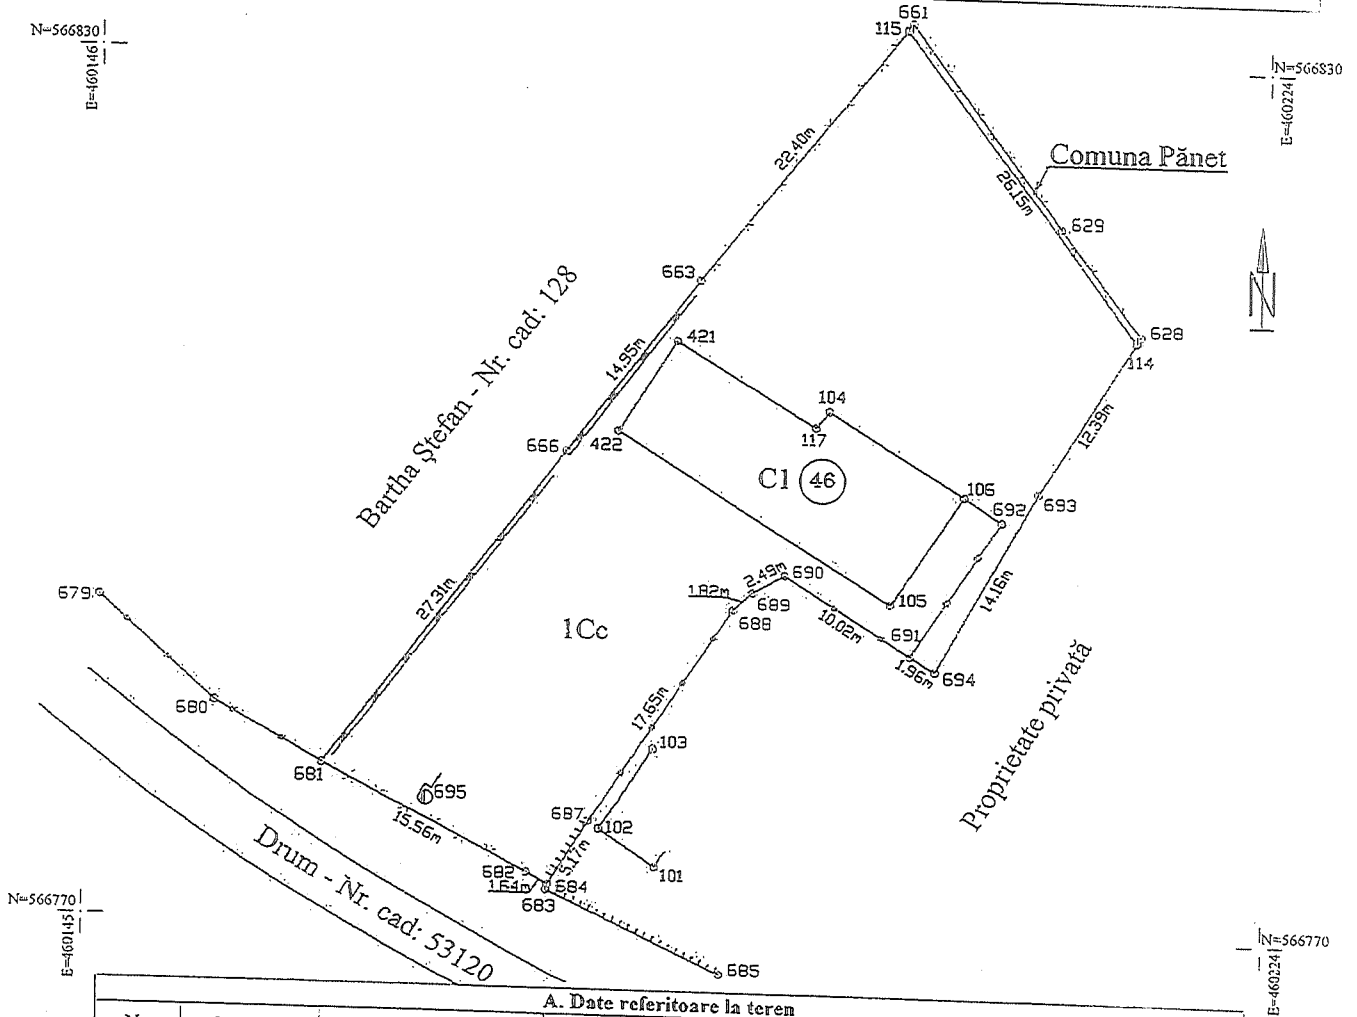 661
115
N=566830
E=460146
N=566830
E=460224
22.40m
Comuna Pănet
26.15m
629
N
663
628
114
421
14.95m
Bartha Ştefan - Nr. cad: 128
104
117
12.39m
666
422
C1 46
106
692
693
27.31m
679
2.49m 690
1.82m
689
688
105
14.16m
1Cc
10.02m
691
1.96m
694
680
17.65m
103
Proprietate privată
681
695
687
102
15.56m
5.17m
101
682
684
1.64m
683
Drum - Nr. cad: 53120
N=566770
E=460145
N=566770
E=460224
685
A. Date referitoare la teren